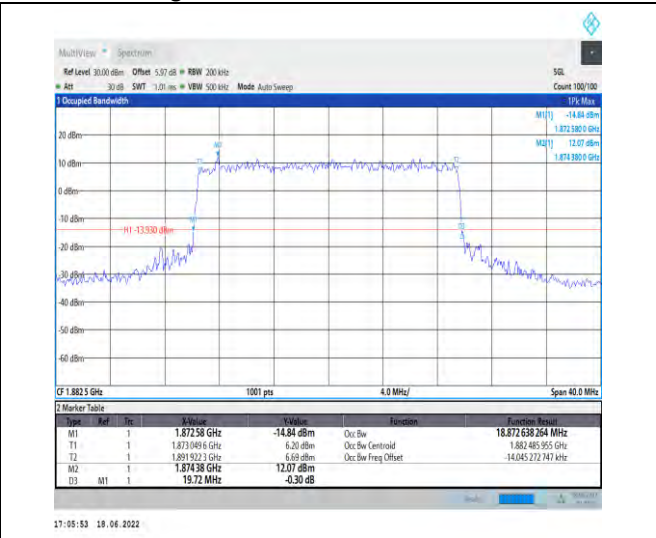 MultiView Spectrum
Ref Level 30.00 dBm Offset 5.97 dB RBW 200 kHz SGL
Att 30 dB SWT 1.01 ms VBW 500 kHz Mode Auto Sweep Count 100/100
1 Occupied Bandwidth 1Pk Max
M1[1] -14.84 dBm
1.872 580 0 GHz
M2[1] 12.07 dBm
1.874 380 0 GHz
20 dBm
M2
T1 T2
10 dBm
0 dBm
-10 dBm
H1 -13.930 dBm
-20 dBm
-30 dBm
-40 dBm
-50 dBm
-60 dBm
CF 1.882 5 GHz 1001 pts 4.0 MHz/ Span 40.0 MHz
2 Marker Table
Type Ref Trc X-Value Y-Value Function Function Result
M1 1 1.872 58 GHz -14.84 dBm Occ Bw 18.872 638 264 MHz
T1 1 1.873 049 6 GHz 6.20 dBm Occ Bw Centroid 1.882 485 955 GHz
T2 1 1.891 922 3 GHz 6.69 dBm Occ Bw Freq Offset -14.045 272 747 kHz
M2 1 1.874 38 GHz 12.07 dBm
D3 M1 1 19.72 MHz -0.30 dB
17:05:53 18.06.2022